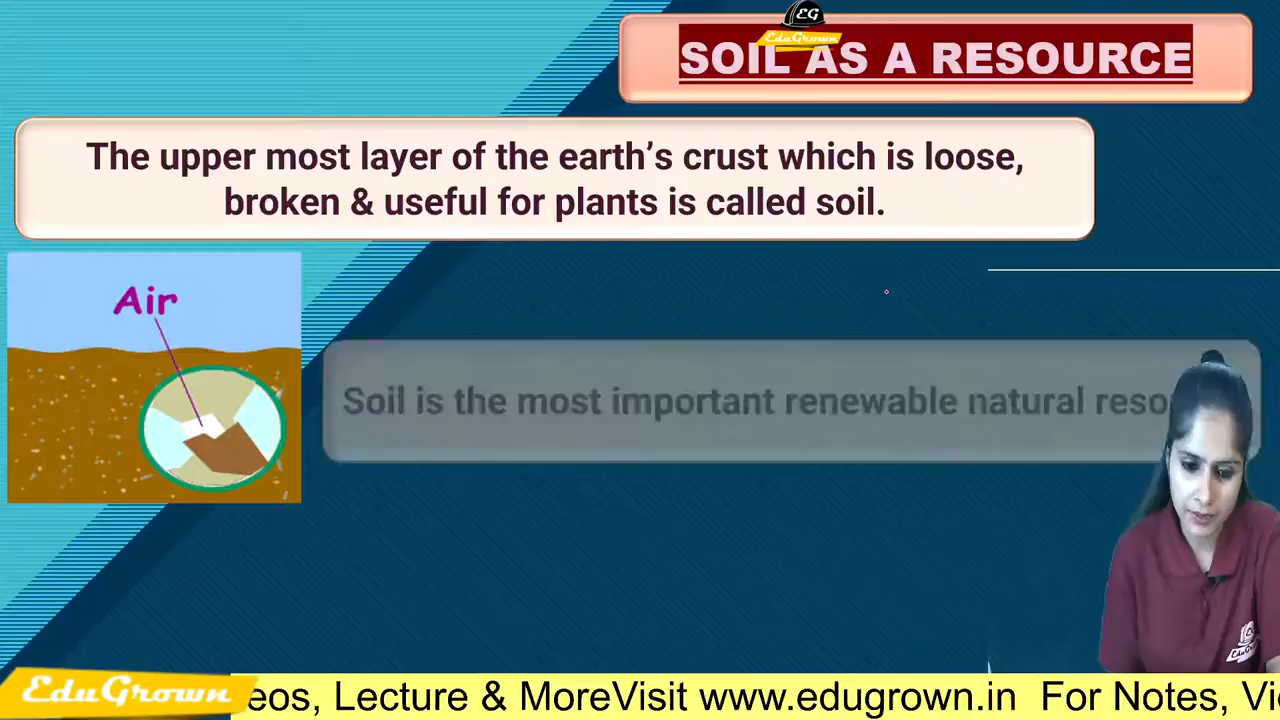 EG
EduGrown
SOIL AS A RESOURCE
The upper most layer of the earth's crust which is loose,
broken & useful for plants is called soil.
Air
Soil is the most important renewable natural reso
EduGrown
eos, Lecture & MoreVisit www.edugrown.in For Notes, Vi